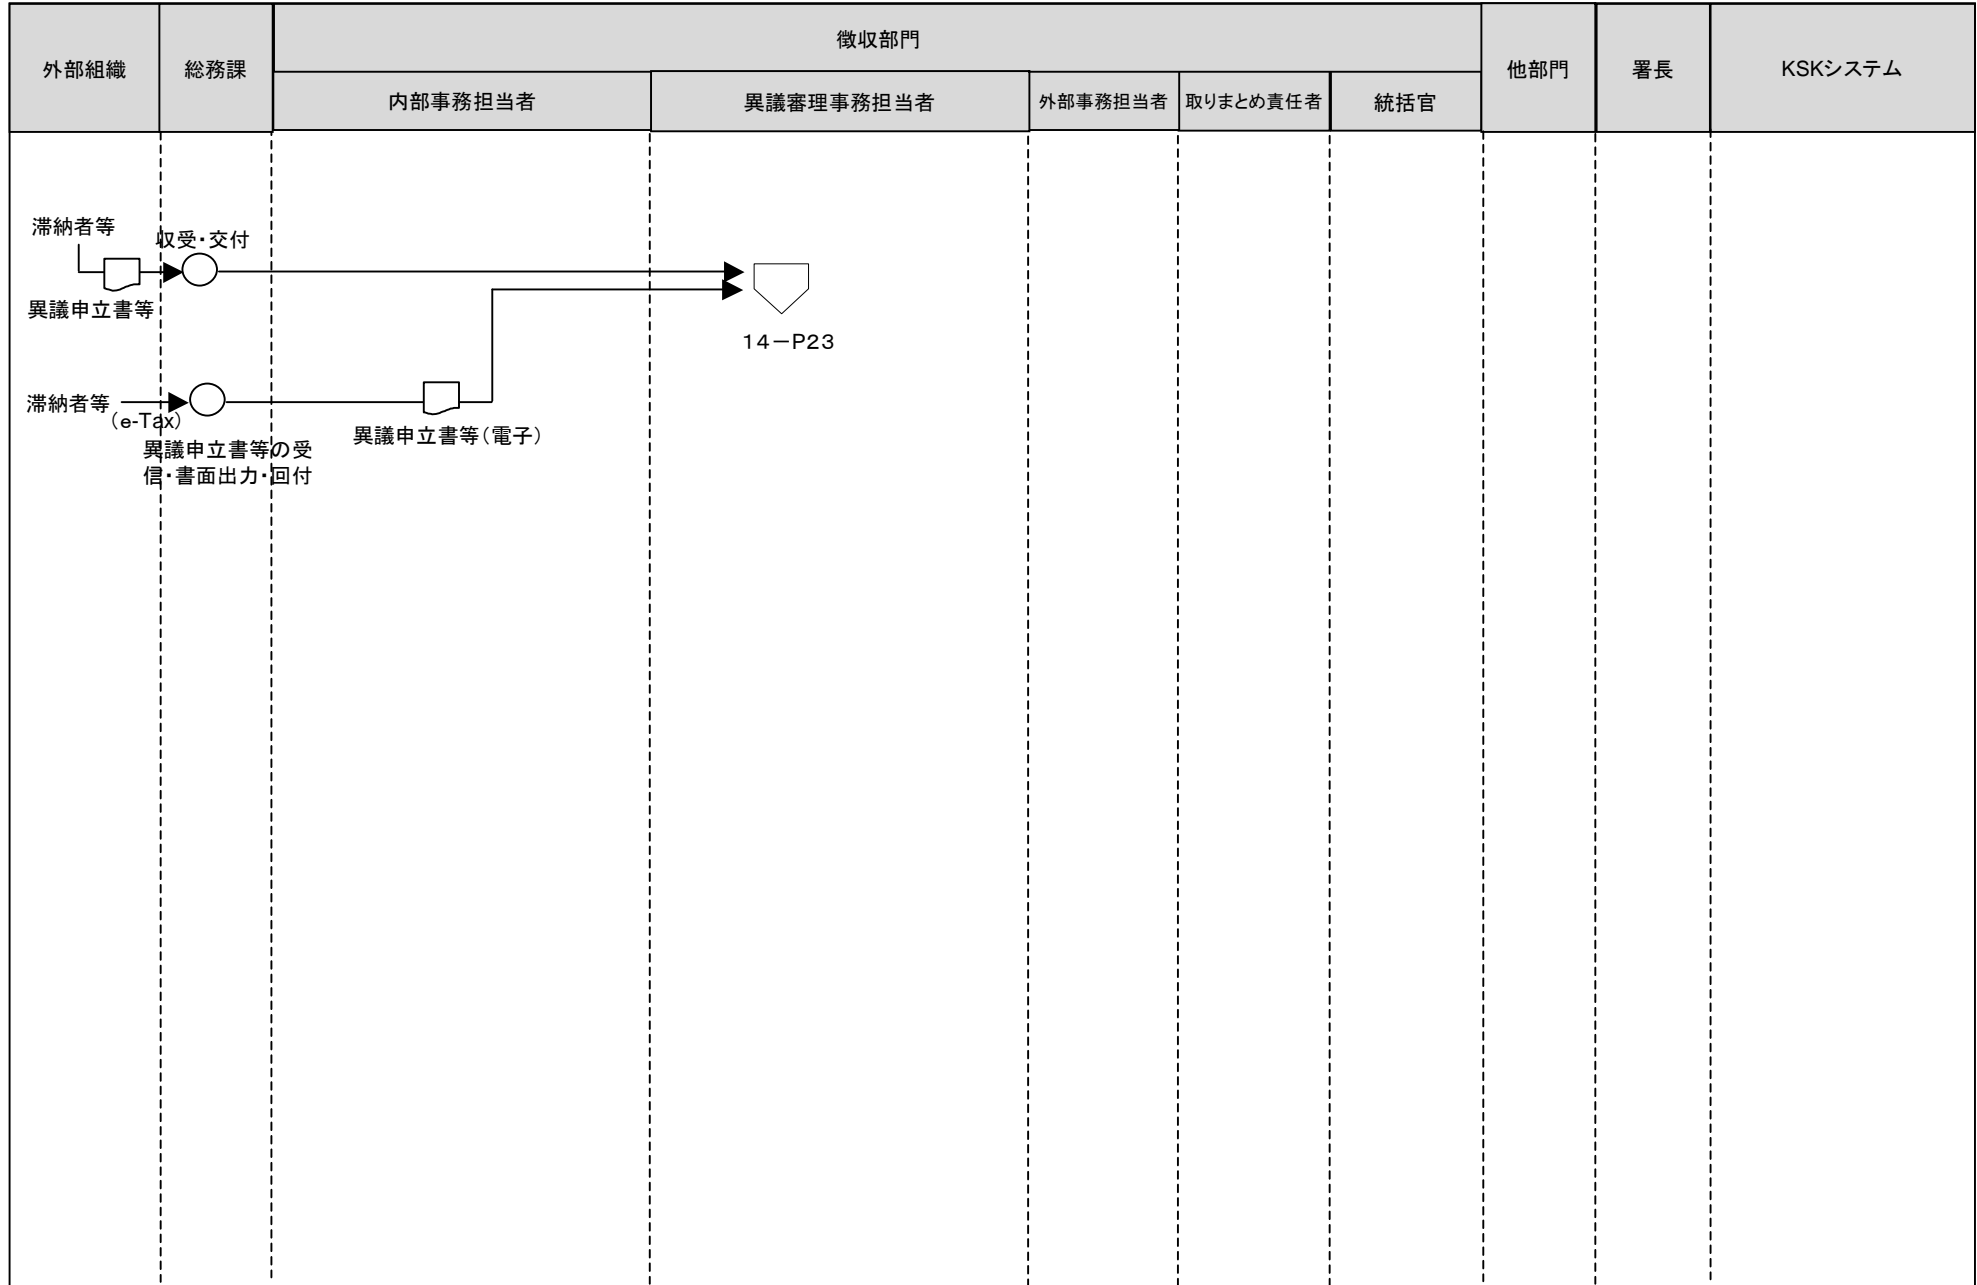 外部組織
総務課
徴収部門
内部事務担当者
異議審理事務担当者
外部事務担当者
取りまとめ責任者
統括官
他部門
署長
KSKシステム
滞納者等
収受・交付
異議申立書等
14－P23
滞納者等
（e-Tax）
異議申立書等の受
信・書面出力・回付
異議申立書等（電子）